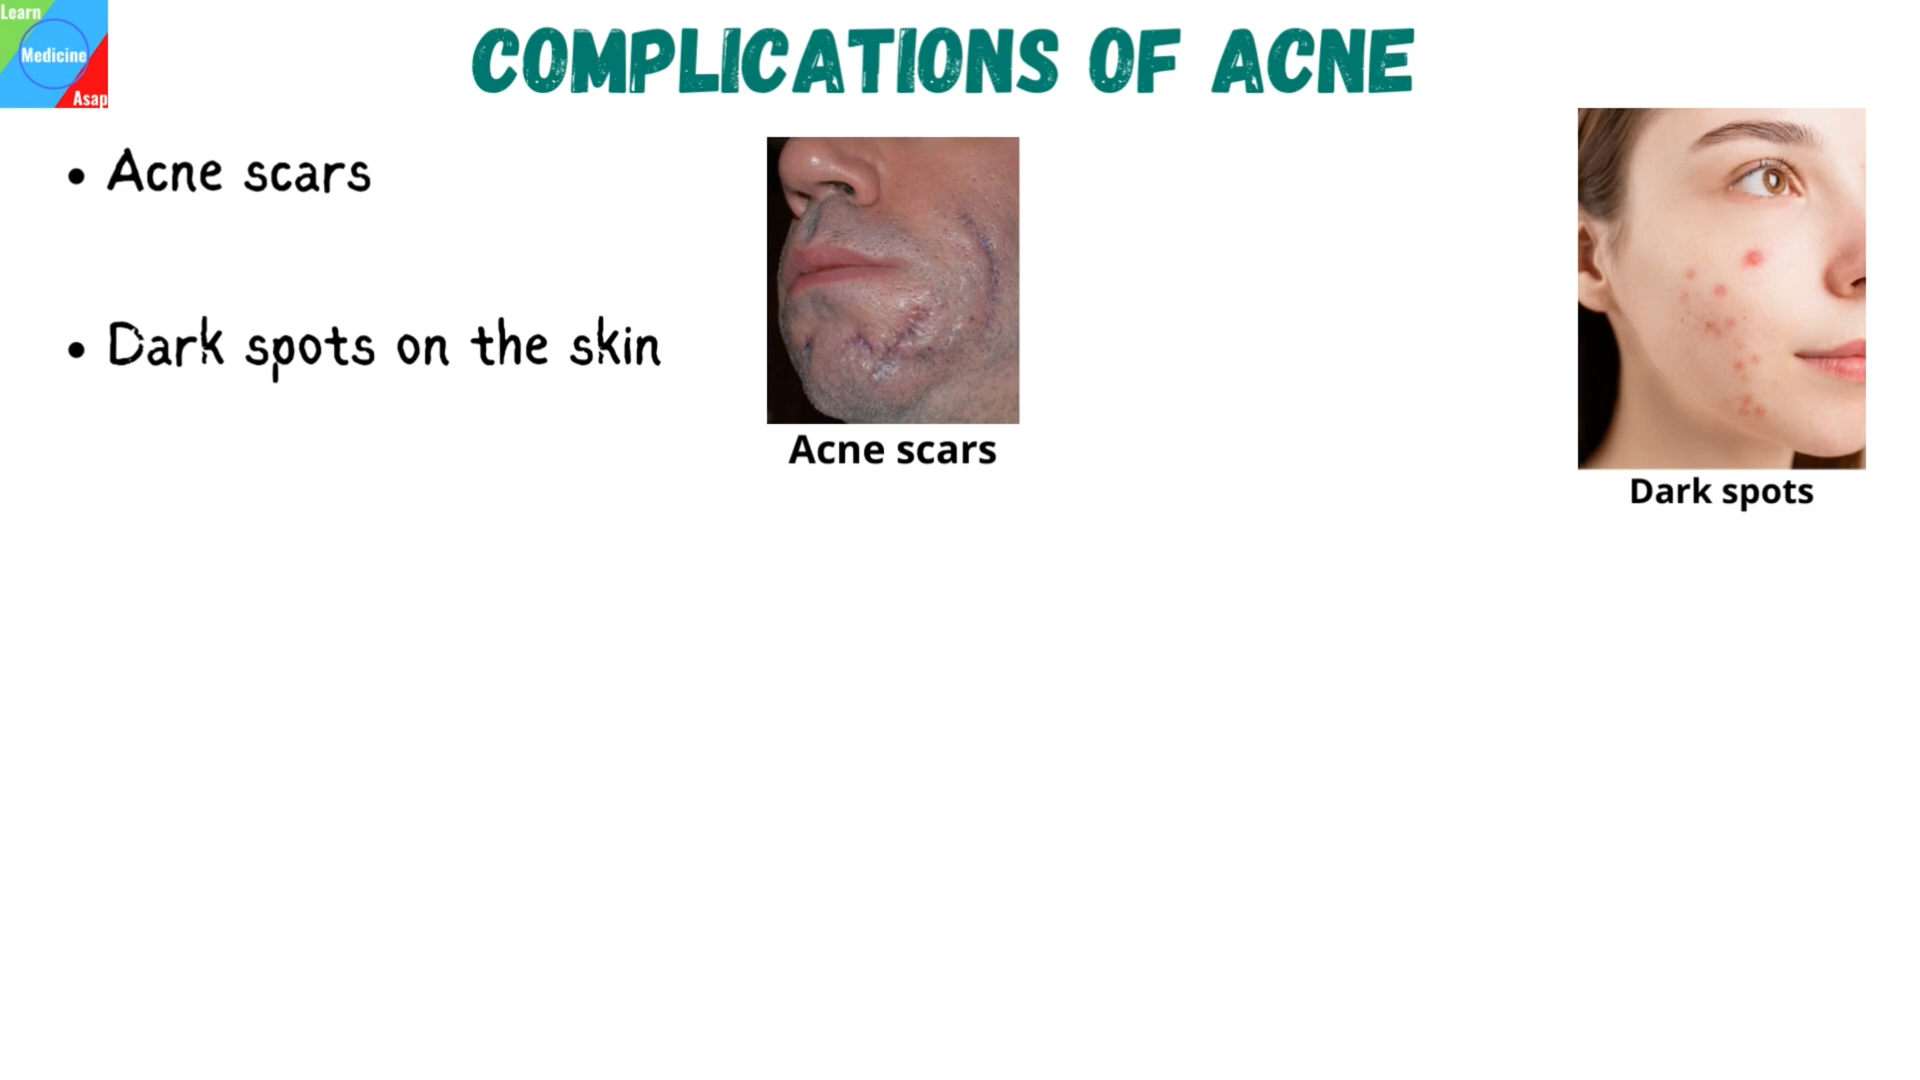 Learn
Medicine
Asap
COMPLICATIONS OF ACNE
• Acne scars
• Dark spots on the skin
Acne scars
Dark spots